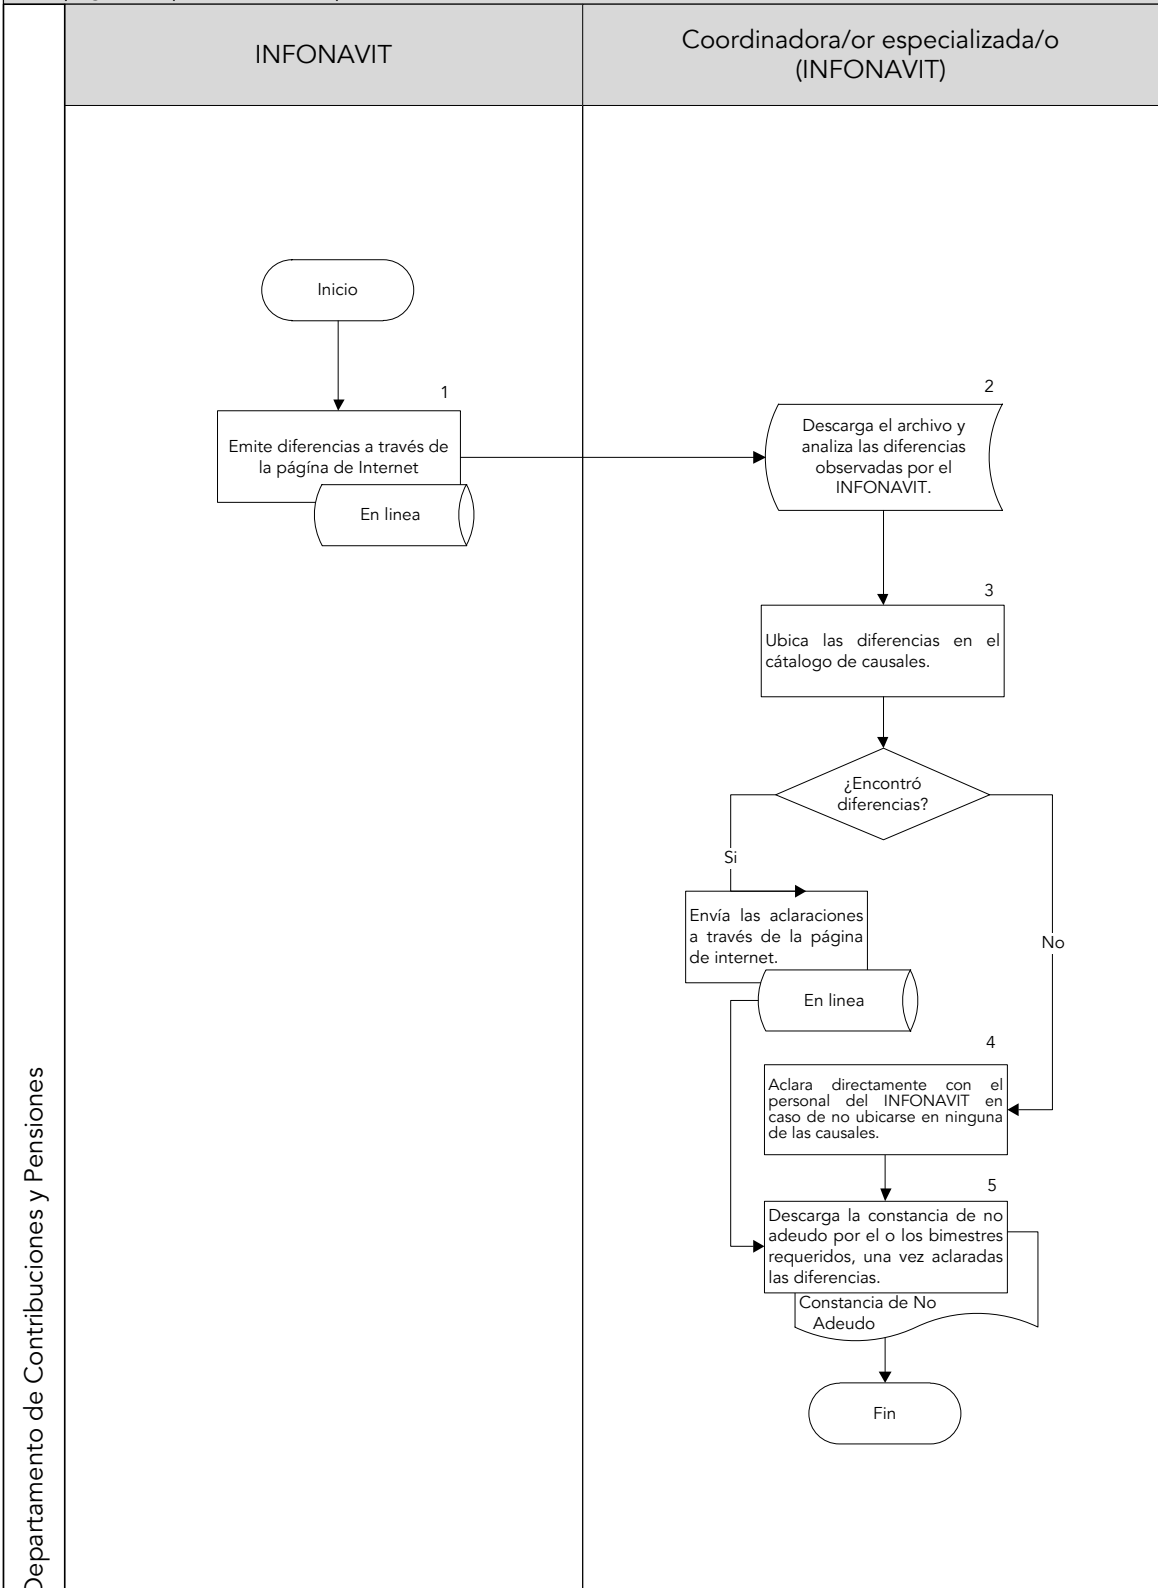 INFONAVIT
Coordinadora/or especializada/o
(INFONAVIT)
Departamento de Contribuciones y Pensiones
Inicio
1
Emite diferencias a través de
la págína de Internet
En linea
2
Descarga el archivo y
analiza las diferencias
observadas por el
INFONAVIT.
3
Ubica las diferencias en el
cátalogo de causales.
¿Encontró
diferencias?
Si
No
Envía las aclaraciones
a través de la página
de internet.
En linea
4
Aclara directamente con el
personal del INFONAVIT en
caso de no ubicarse en ninguna
de las causales.
5
Descarga la constancia de no
adeudo por el o los bimestres
requeridos, una vez aclaradas
las diferencias.
Constancia de No
Adeudo
Fin